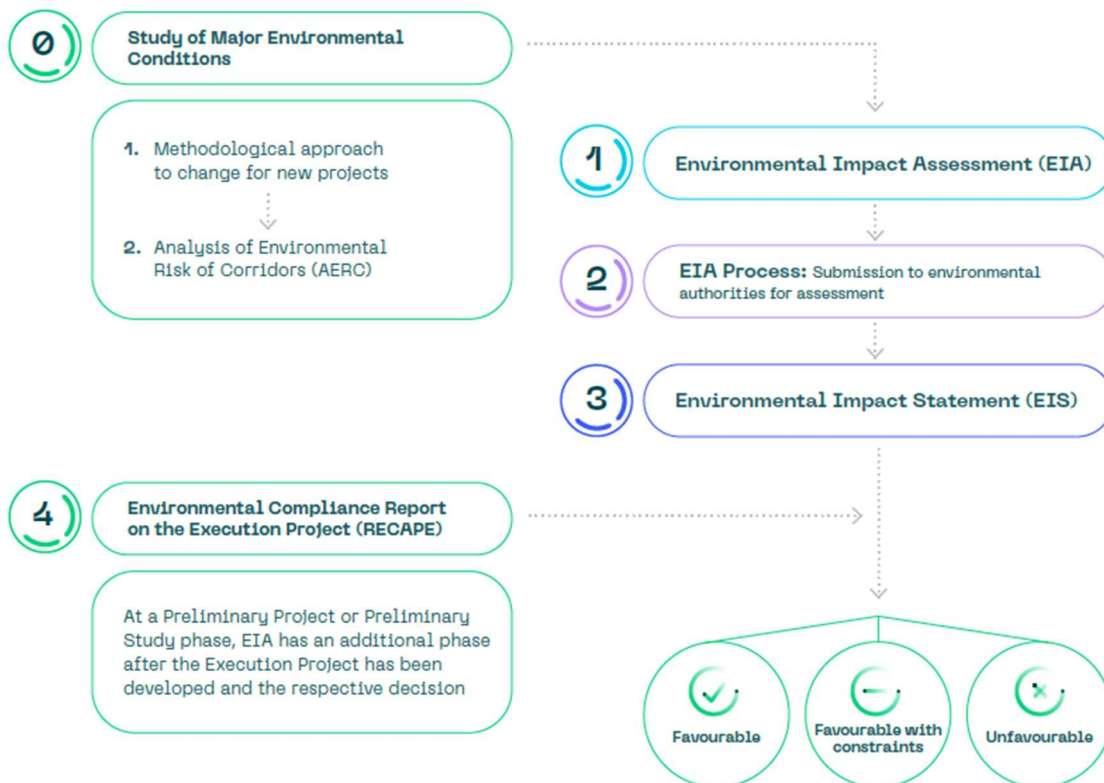 0
Study of Major Environmental
Conditions
1. Methodological approach
to change for new projects
2. Analysis of Environmental
Risk of Corridors (AERC)
1
Environmental Impact Assessment (EIA)
2
EIA Process: Submission to environmental
authorities for assessment
3
Environmental Impact Statement (EIS)
4
Environmental Compliance Report
on the Execution Project (RECAPE)
At a Preliminary Project or Preliminary
Study phase, EIA has an additional phase
after the Execution Project has been
developed and the respective decision
Favourable
Favourable with
constraints
Unfavourable